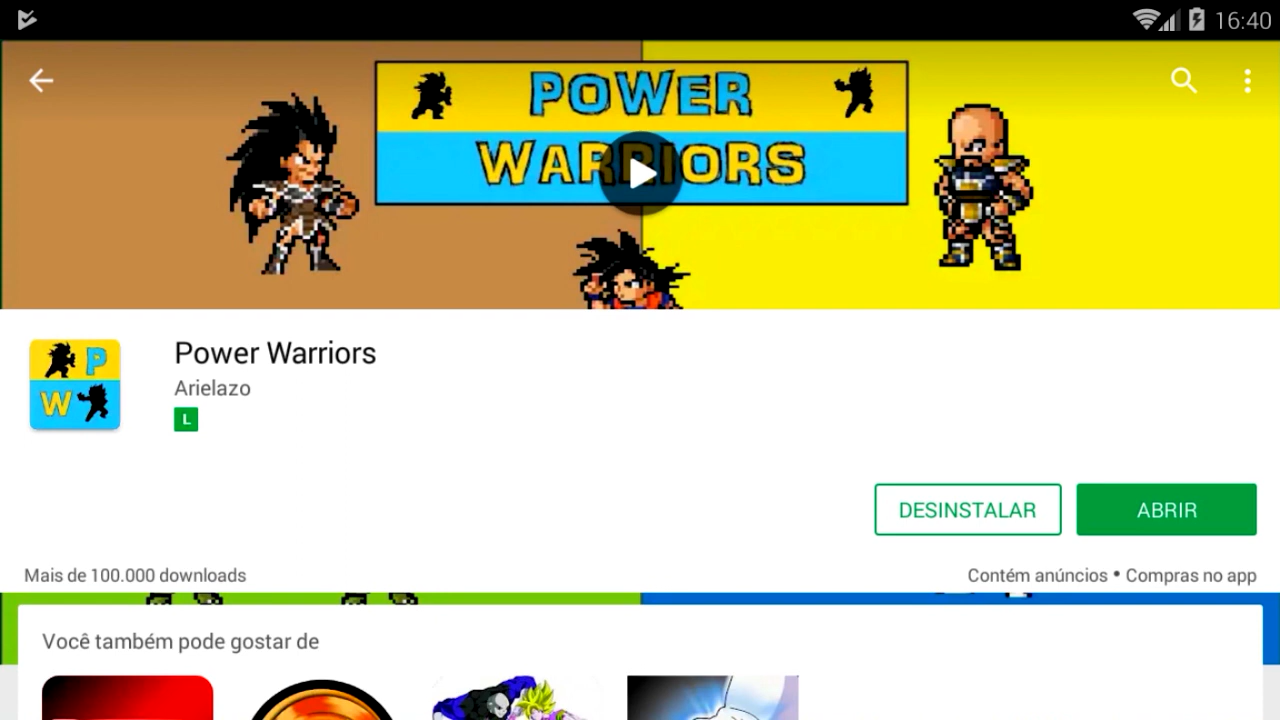 16:40
POWER
WARRIORS
P
W
Power Warriors
Arielazo
L
DESINSTALAR
ABRIR
Mais de 100.000 downloads
Contém anúncios • Compras no app
Você também pode gostar de